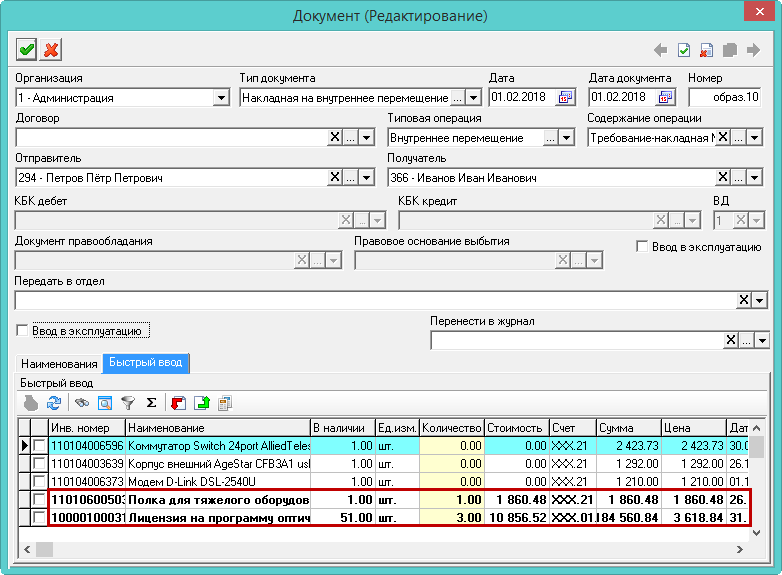 Документ (Редактирование)
Организация Тип документа Дата Дата документа Номер
1 - Администрация Накладная на внутреннее перемещение ... 01.02.2018 01.02.2018 образ.10
Договор Типовая операция Содержание операции
X ... Внутреннее перемещение ... Требование-накладная X ...
Отправитель Получатель
294 - Петров Пётр Петрович X ... 366 - Иванов Иван Иванович X ...
КБК дебет КБК кредит ВД
X ... X ... 1 X
Документ правообладания Правовое основание выбытия Ввод в эксплуатацию
X ... X ...
Передать в отдел
X
Ввод в эксплуатацию Перенести в журнал
X ...
Наименования Быстрый ввод
Быстрый ввод
Σ
Инв. номер Наименование В наличии Ед.изм. Количество Стоимость Счет Сумма Цена Дат
110104006596 Коммутатор Switch 24port AlliedTeles 1.00 шт. 0.00 0.00 XXX.21 2 423.73 2 423.73 30.0
110104003639 Корпус внешний AgeStar CFB3A1 usl 1.00 шт. 0.00 0.00 XXX.21 1 292.00 1 292.00 26.1
110104006373 Модем D-Link DSL-2540U 1.00 шт. 0.00 0.00 XXX.21 1 210.00 1 210.00 01.1
11010600503 Полка для тяжелого оборудов 1.00 шт. 1.00 1 860.48 XXX.21 1 860.48 1 860.48 26.
10000100031 Лицензия на программу оптич 51.00 шт. 3.00 10 856.52 XXX.01 184 560.84 3 618.84 31.